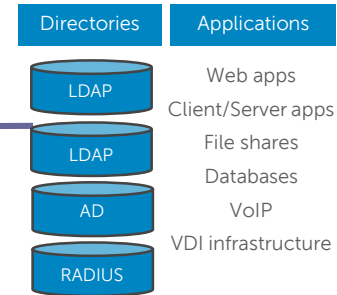 Directories
Applications
LDAP
LDAP
AD
RADIUS
Web apps
Client/Server apps
File shares
Databases
VoIP
VDI infrastructure